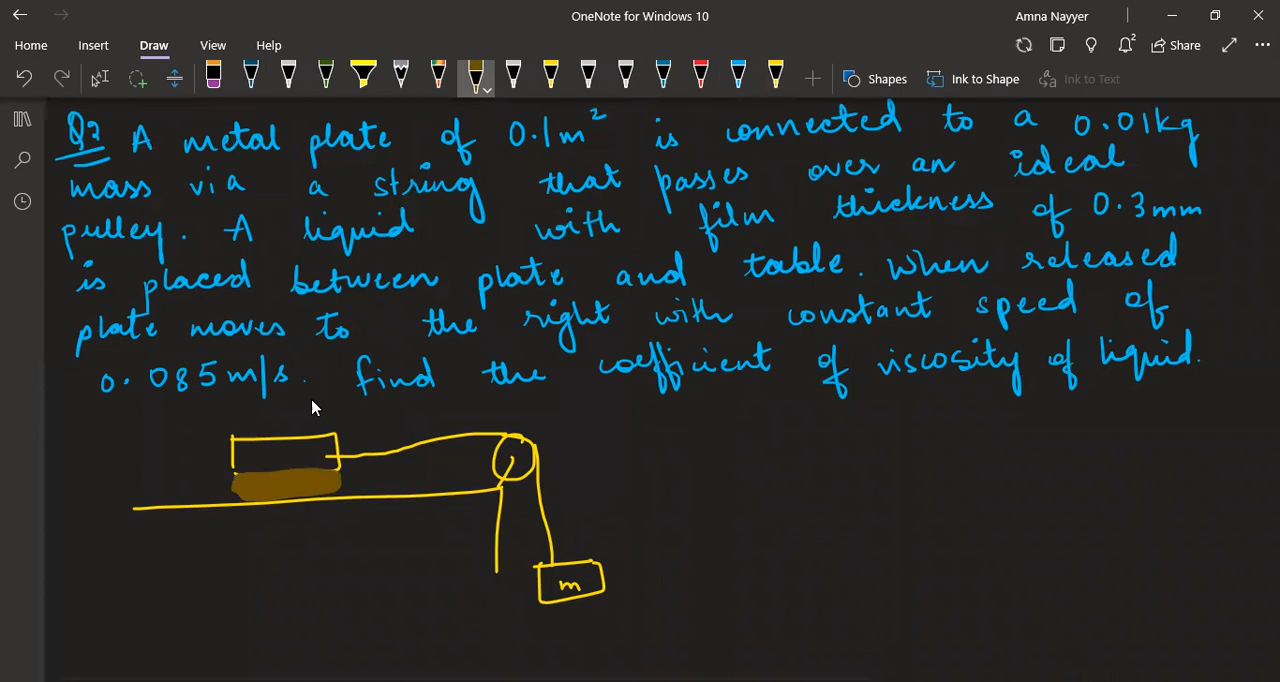 OneNote for Windows 10
Amna Nayyer
Home Insert Draw View Help
Share
Shapes Ink to Shape Ink to Text
Q2 A metal plate of 0.1m² is connected to a 0.01kg
mass via a string that passes over an ideal
pulley. A liquid with film thickness of 0.3mm
is placed between plate and table. When released
plate moves to the right with constant speed of
0.085m/s. find the coefficient of viscosity of liquid.
m